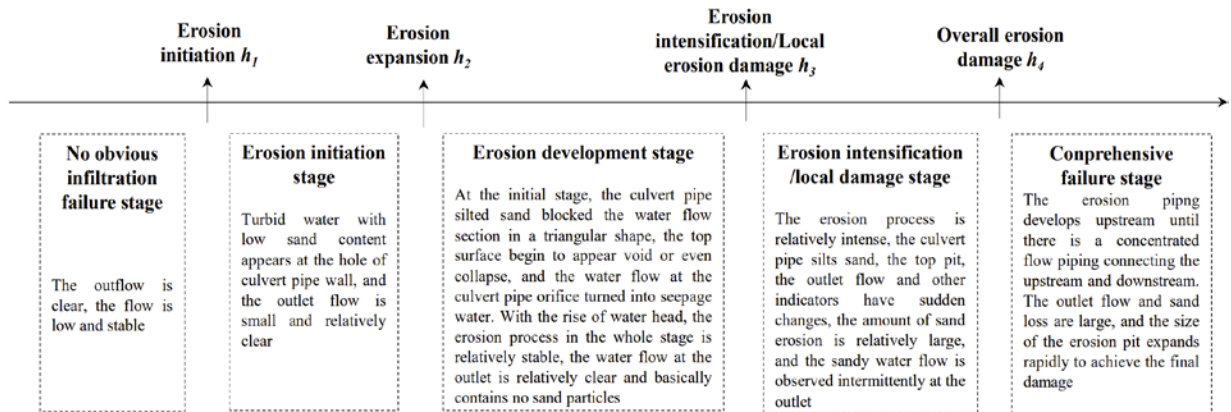 Erosion
initiation h1
Erosion
expansion h2
Erosion
intensification/Local
erosion damage h3
Overall erosion
damage h4
No obvious
infiltration
failure stage
The outflow is
clear, the flow is
low and stable
Erosion initiation
stage
Turbid water with
low sand content
appears at the hole of
culvert pipe wall, and
the outlet flow is
small and relatively
clear
Erosion development stage
At the initial stage, the culvert pipe
silted sand blocked the water flow
section in a triangular shape, the top
surface begin to appear void or even
collapse, and the water flow at the
culvert pipe orifice turned into seepage
water. With the rise of water head, the
erosion process in the whole stage is
relatively stable, the water flow at the
outlet is relatively clear and basically
contains no sand particles
Erosion intensification
/local damage stage
The erosion process is
relatively intense, the culvert
pipe silts sand, the top pit,
the outlet flow and other
indicators have sudden
changes, the amount of sand
erosion is relatively large,
and the sandy water flow is
observed intermittently at the
outlet
Conprehensive
failure stage
The erosion pipng
develops upstream until
there is a concentrated
flow piping connecting the
upstream and downstream.
The outlet flow and sand
loss are large, and the size
of the erosion pit expands
rapidly to achieve the final
damage